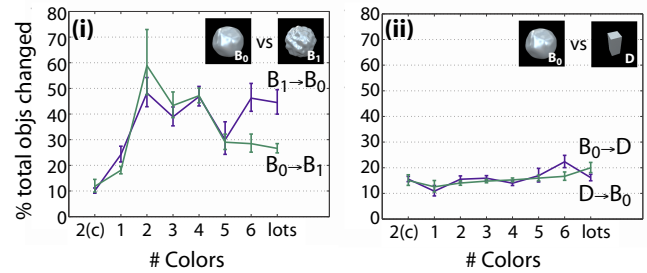 % total objs changed
80
70
60
50
40
30
20
10
0
(i)
B₀ vs B₁
B₁→B₀
B₀→B₁
2(c) 1 2 3 4 5 6 lots
# Colors
80
70
60
50
40
30
20
10
0
(ii)
B₀ vs D
B₀→D
D→B₀
2(c) 1 2 3 4 5 6 lots
# Colors